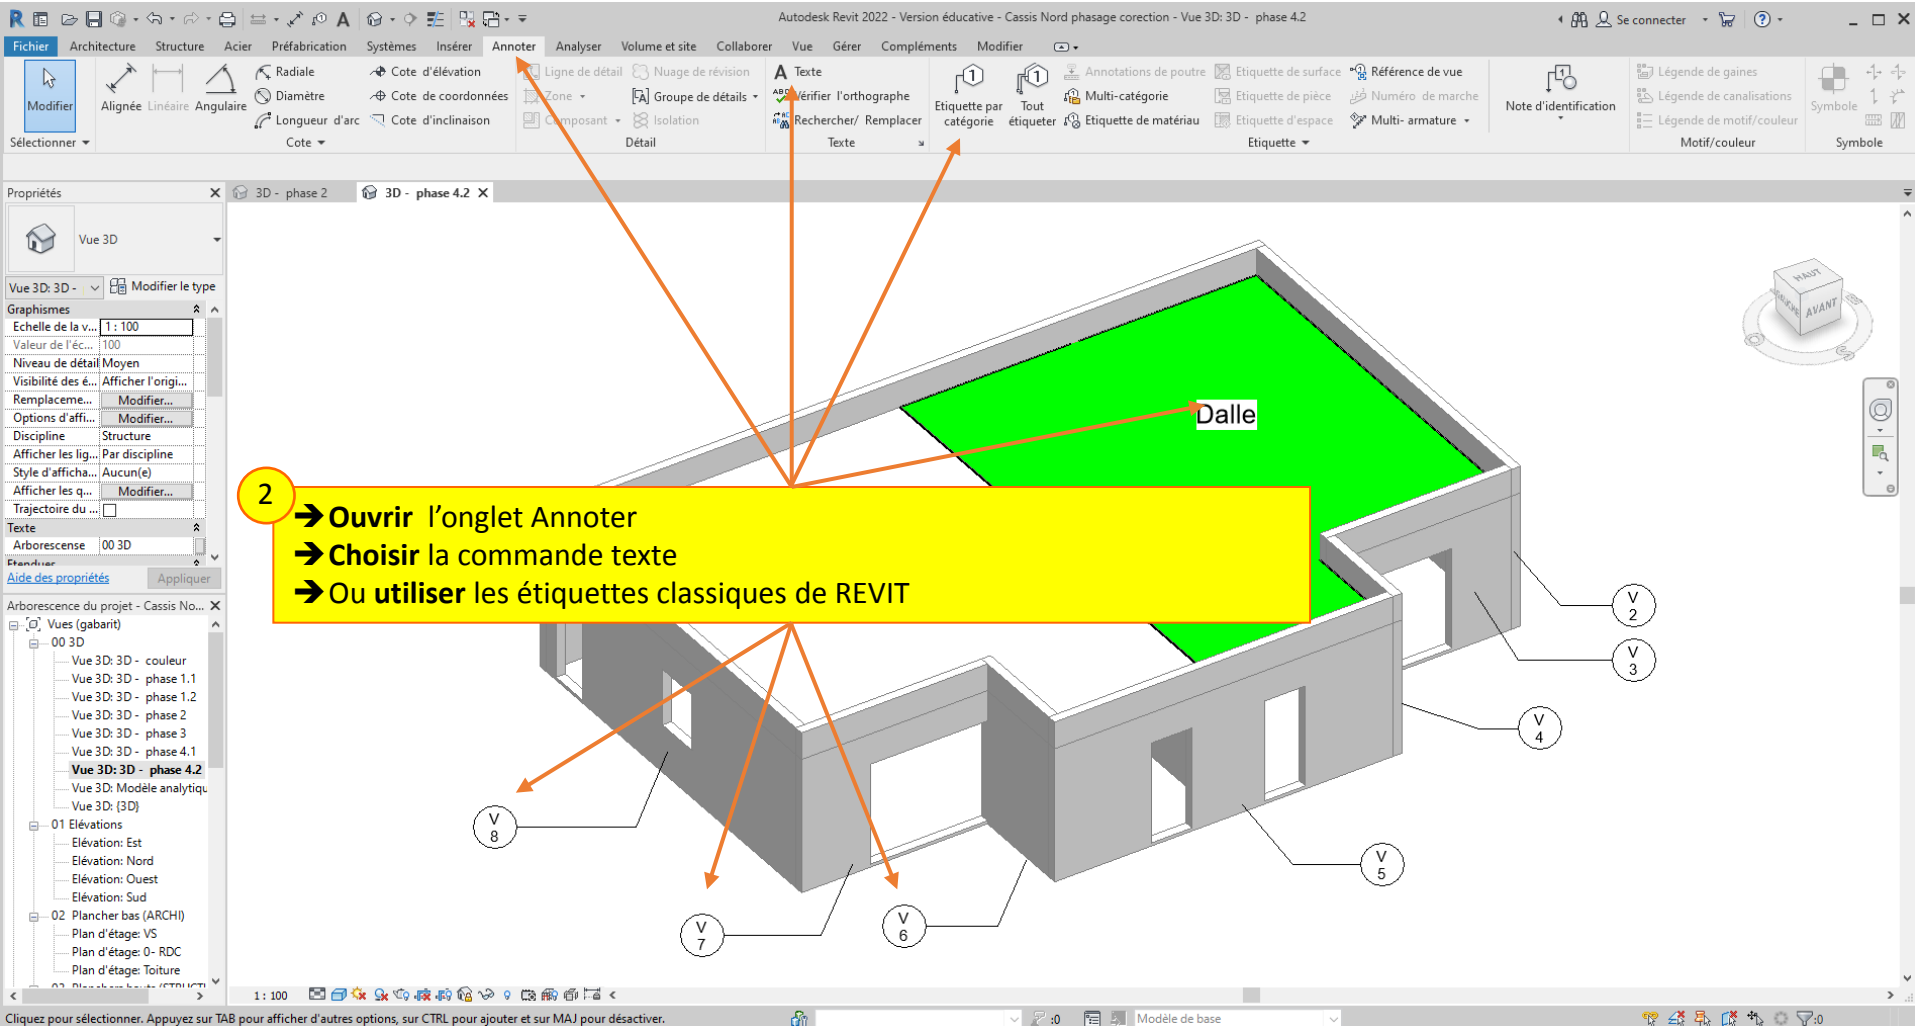 Autodesk Revit 2022 - Version éducative - Cassis Nord phasage corection - Vue 3D: 3D - phase 4.2
Se connecter
Fichier Architecture Structure Acier Préfabrication Systèmes Insérer Annoter Analyser Volume et site Collaborer Vue Gérer Compléments Modifier
Modifier
Alignée Linéaire Angulaire
Radiale
Diamètre
Longueur d'arc
Cote d'élévation
Cote de coordonnées
Cote d'inclinaison
Ligne de détail
Zone
Composant
Nuage de révision
Groupe de détails
Isolation
A Texte
Vérifier l'orthographe
Rechercher/ Remplacer
Etiquette par
catégorie
Tout
étiqueter
Annotations de poutre
Multi-catégorie
Etiquette de matériau
Etiquette de surface
Etiquette de pièce
Etiquette d'espace
Référence de vue
Numéro de marche
Multi- armature
Note d'identification
Légende de gaines
Légende de canalisations
Légende de motif/couleur
Symbole
Sélectionner Cote Détail Texte Etiquette Motif/couleur Symbole
Propriétés
3D - phase 2
3D - phase 4.2
Vue 3D
Vue 3D: 3D -
Modifier le type
Graphismes
Echelle de la v... 1 : 100
Valeur de l'éc... 100
Niveau de détail Moyen
Visibilité des é... Afficher l'origi...
Remplaceme... Modifier...
Options d'affi... Modifier...
Discipline Structure
Afficher les lig... Par discipline
Style d'afficha... Aucun(e)
Afficher les q... Modifier...
Trajectoire du ...
Texte
Arborescense 00 3D
Etendues
Aide des propriétés Appliquer
Arborescence du projet - Cassis No...
Vues (gabarit)
00 3D
Vue 3D: 3D - couleur
Vue 3D: 3D - phase 1.1
Vue 3D: 3D - phase 1.2
Vue 3D: 3D - phase 2
Vue 3D: 3D - phase 3
Vue 3D: 3D - phase 4.1
Vue 3D: 3D - phase 4.2
Vue 3D: Modèle analytiqu
Vue 3D: {3D}
01 Elévations
Elévation: Est
Elévation: Nord
Elévation: Ouest
Elévation: Sud
02 Plancher bas (ARCHI)
Plan d'étage: VS
Plan d'étage: 0- RDC
Plan d'étage: Toiture
HAUT
AVANT
GAUCHE
Dalle
2
➔ Ouvrir l'onglet Annoter
➔ Choisir la commande texte
➔ Ou utiliser les étiquettes classiques de REVIT
V
2
V
3
V
4
V
5
V
6
V
7
V
8
1 : 100
Cliquez pour sélectionner. Appuyez sur TAB pour afficher d'autres options, sur CTRL pour ajouter et sur MAJ pour désactiver.
:0
Modèle de base
:0